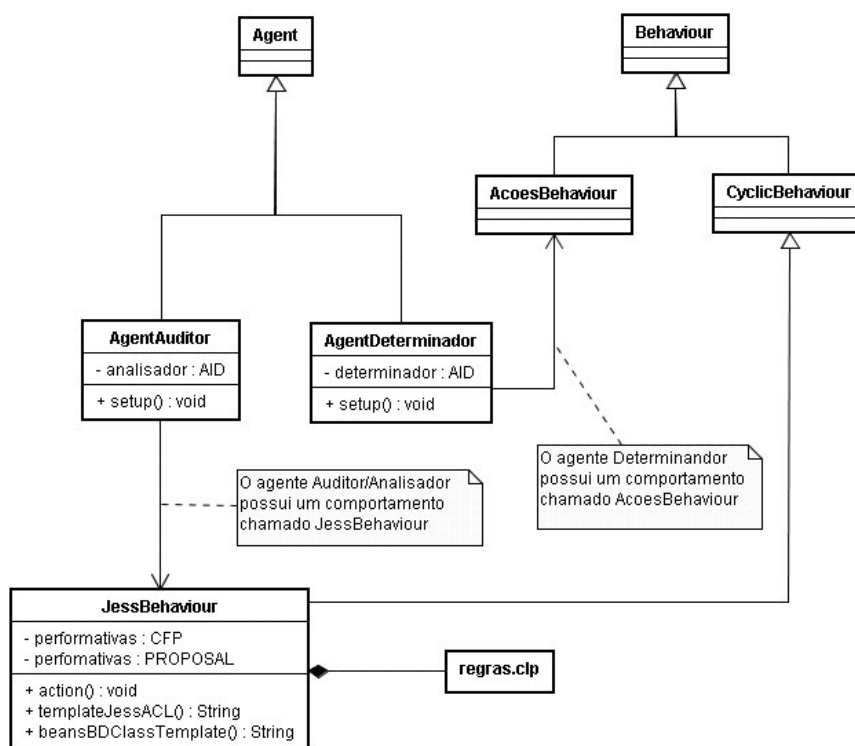 Agent
Behaviour
AcoesBehaviour
CyclicBehaviour
AgentAuditor
- analisador : AID
+ setup() : void
AgentDeterminador
- determinador : AID
+ setup() : void
O agente Auditor/Analisador
possui um comportamento
chamado JessBehaviour
O agente Determinandor
possui um comportamento
chamado AcoesBehaviour
JessBehaviour
- performativas : CFP
- perfomativas : PROPOSAL
+ action() : void
+ templateJessACL() : String
+ beansBDClassTemplate() : String
regras.clp